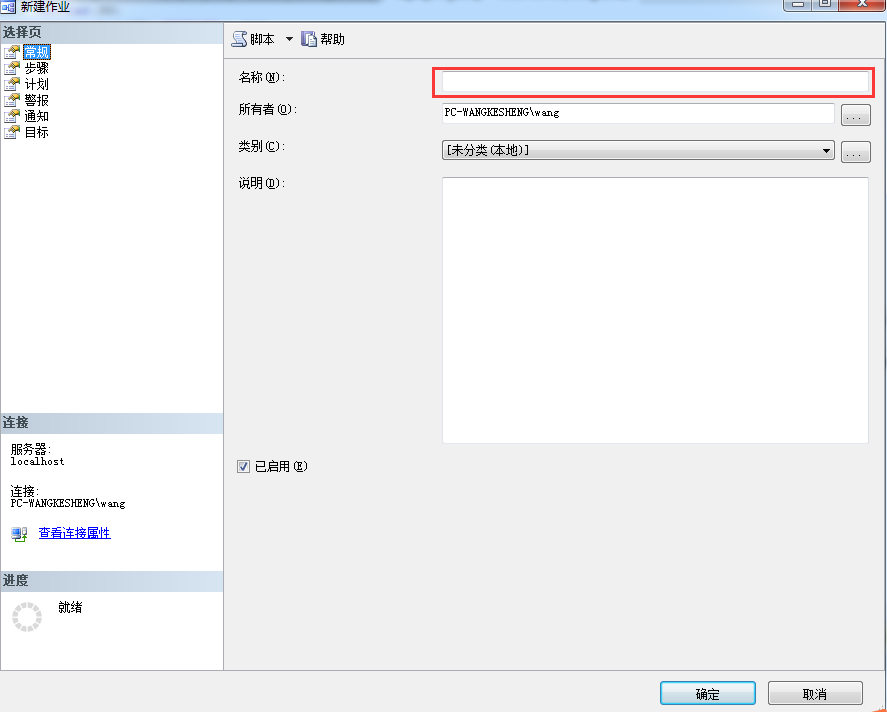 新建作业
选择页
常规
步骤
计划
警报
通知
目标
脚本 帮助
名称(N):
所有者(O): PC-WANGKESHENG\wang ...
类别(C): [未分类(本地)] ...
说明(D):
已启用(E)
连接
服务器:
localhost
连接:
PC-WANGKESHENG\wang
查看连接属性
进度
就绪
确定 取消